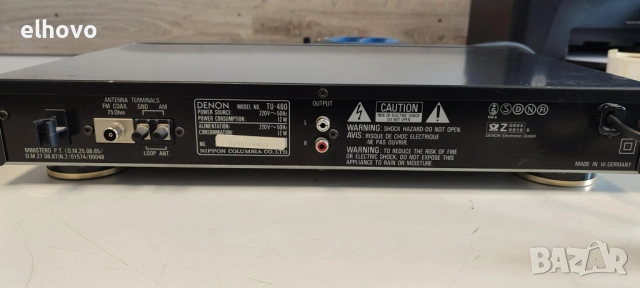 elhovo
ANTENNA TERMINALS
FM COAX. GND AM
75 Ohm
LOOP ANT.
MINISTERO P.T. (D.M.25.06.85/
D.M.27.08.87)N.2/01574/09048
DENON MODEL NO. TU-460
POWER SOURCE: 220V~50Hz
POWER CONSUMPTION: 12W
ALIMENTATION: 220V~50Hz
CONSOMMATION: 12W
NO.
NIPPON COLUMBIA CO.,LTD.
OUTPUT
L
R
CAUTION
RISK OF ELECTRIC SHOCK
DO NOT OPEN
WARNING: SHOCK HAZARD-DO NOT OPEN.
AVIS: RISQUE DE CHOC ELECTRIQUE
-NE PAS OUVRIR.
WARNING: TO REDUCE THE RISK OF FIRE
OR ELECTRIC SHOCK, DO NOT EXPOSE THIS
APPLIANCE TO RAIN OR MOISTURE.
S D N
Z
DENON Electronic GmbH
MADE IN W.GERMANY
BAZAR